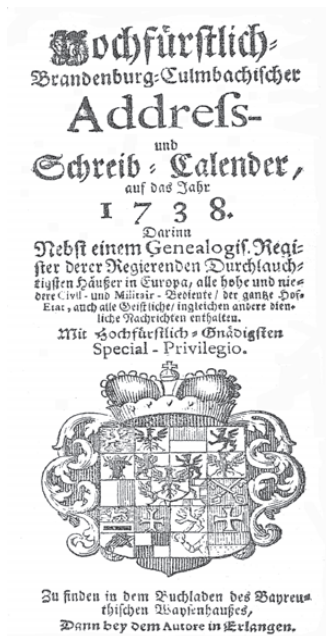 Hochfürstlich-
Brandenburg-Culmbachischer
Address-
und
Schreib-Calender,
auf das Jahr
1738.
Darinn
Nebst einem Genealogis. Regi-
ster derer Regierenden Durchlauch-
tigsten Häußer in Europa, alle hohe und nie-
dere Civil- und Militair-Bediente/ der gantze Hof-
Etat, auch alle Geistliche/ ingleichen andere dien-
liche Nachrichten enthalten.
Mit Hochfürstlich-Gnädigsten
Special-Privilegio.
Zu finden in dem Buchladen des Bayreu-
thischen Waysenhaußes,
Dann bey dem Autore in Erlangen.